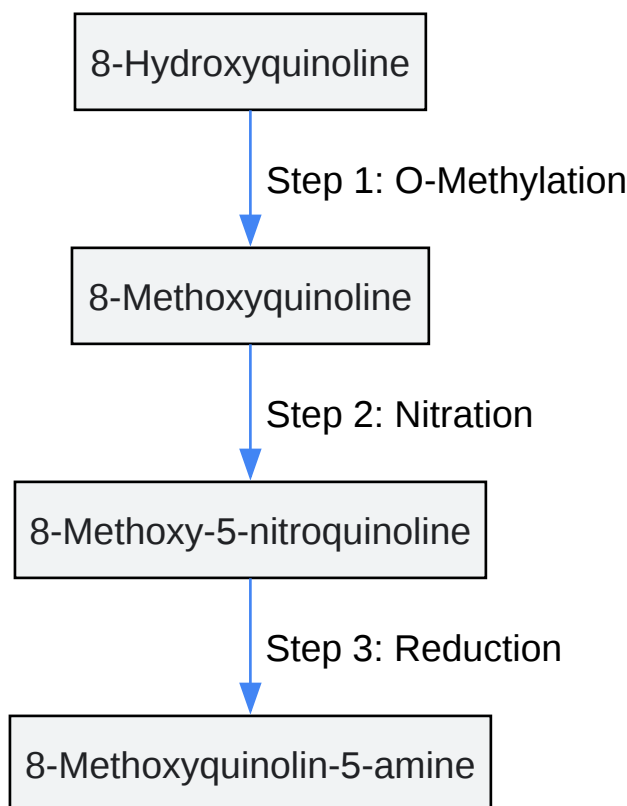 8-Hydroxyquinoline
Step 1: O-Methylation
8-Methoxyquinoline
Step 2: Nitration
8-Methoxy-5-nitroquinoline
Step 3: Reduction
8-Methoxyquinolin-5-amine